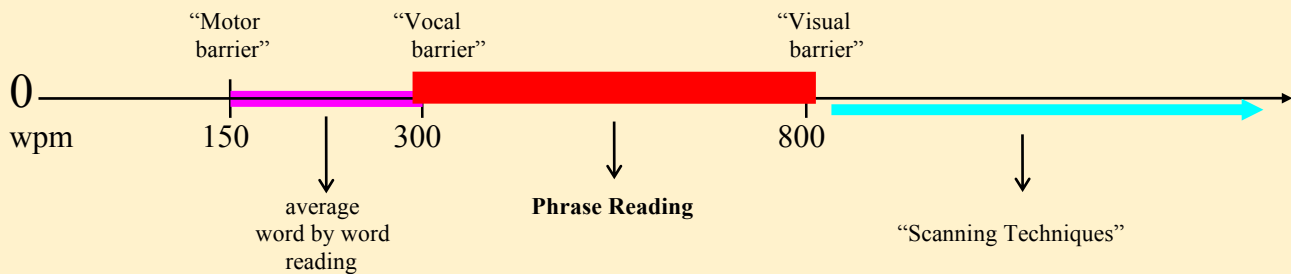 “Motor
barrier”
“Vocal
barrier”
“Visual
barrier”
0
wpm
150
300
800
average
word by word
reading
Phrase Reading
“Scanning Techniques”